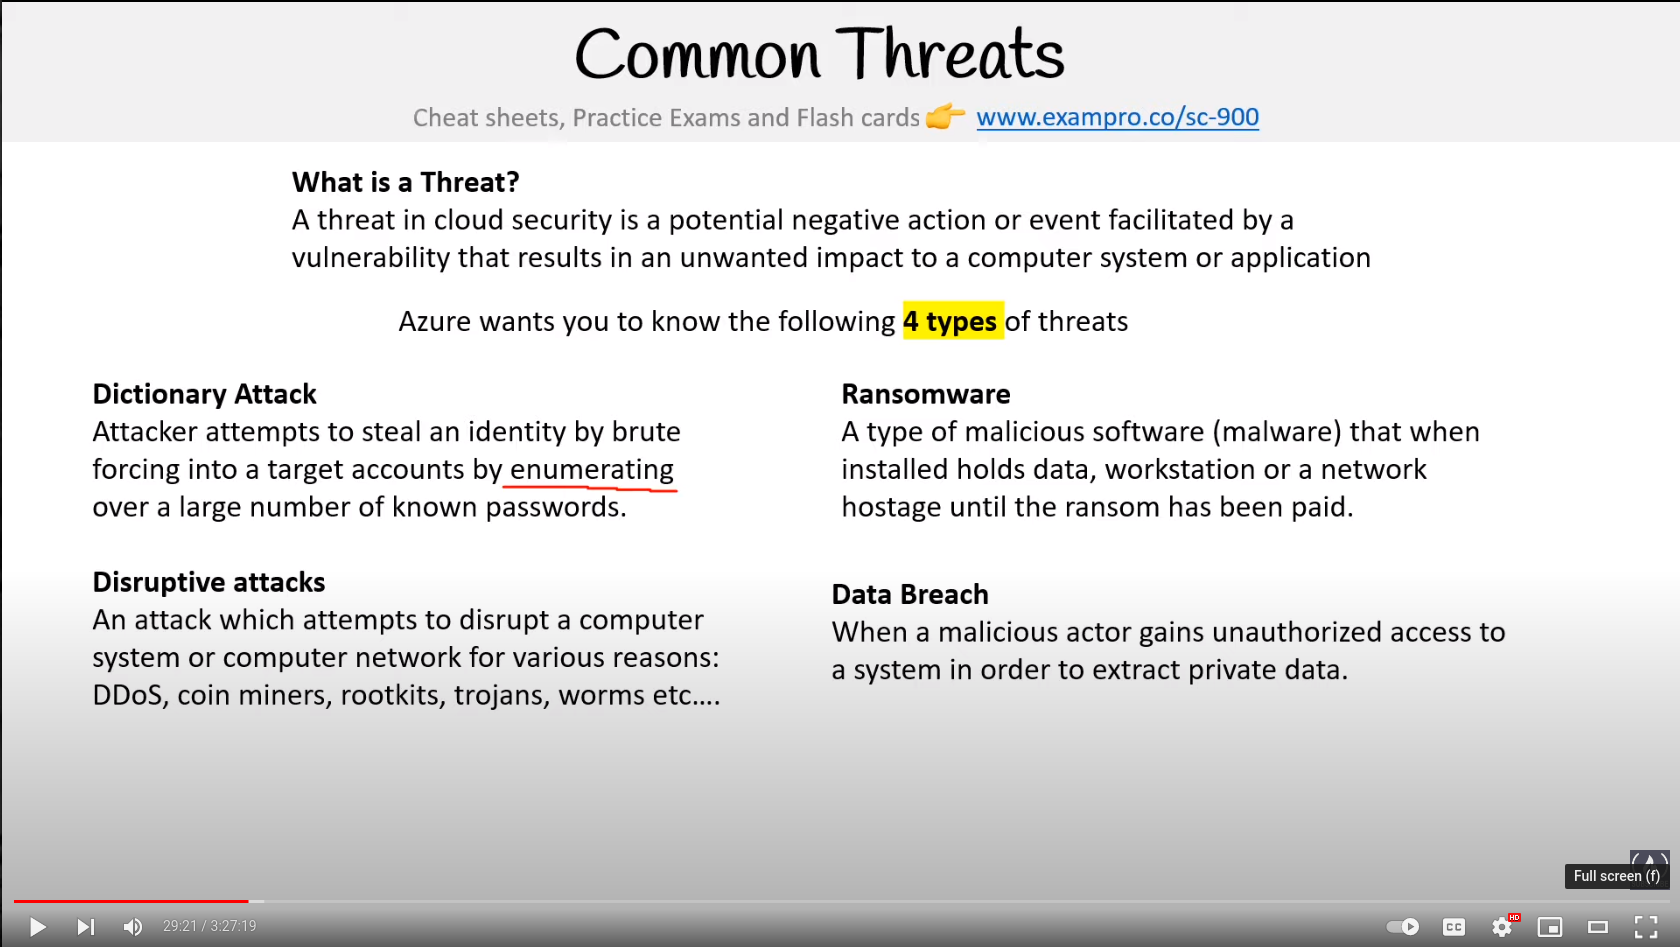 Common Threats
Cheat sheets, Practice Exams and Flash cards 👉 www.exampro.co/sc-900
What is a Threat?
A threat in cloud security is a potential negative action or event facilitated by a
vulnerability that results in an unwanted impact to a computer system or application
Azure wants you to know the following 4 types of threats
Dictionary Attack
Attacker attempts to steal an identity by brute
forcing into a target accounts by enumerating
over a large number of known passwords.
Ransomware
A type of malicious software (malware) that when
installed holds data, workstation or a network
hostage until the ransom has been paid.
Disruptive attacks
An attack which attempts to disrupt a computer
system or computer network for various reasons:
DDoS, coin miners, rootkits, trojans, worms etc....
Data Breach
When a malicious actor gains unauthorized access to
a system in order to extract private data.
Full screen (f)
29:21 / 3:27:19
CC
HD